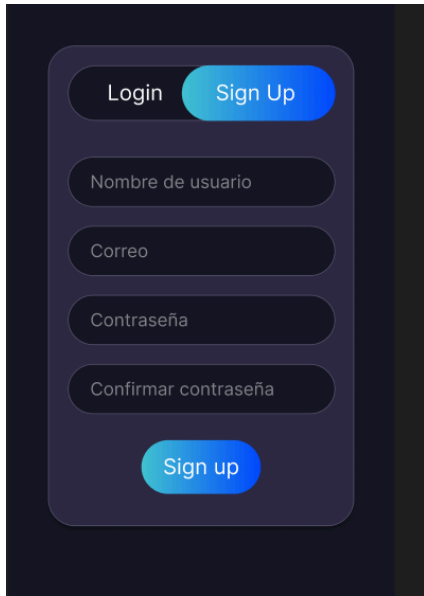 Login Sign Up
Nombre de usuario
Correo
Contraseña
Confirmar contraseña
Sign up